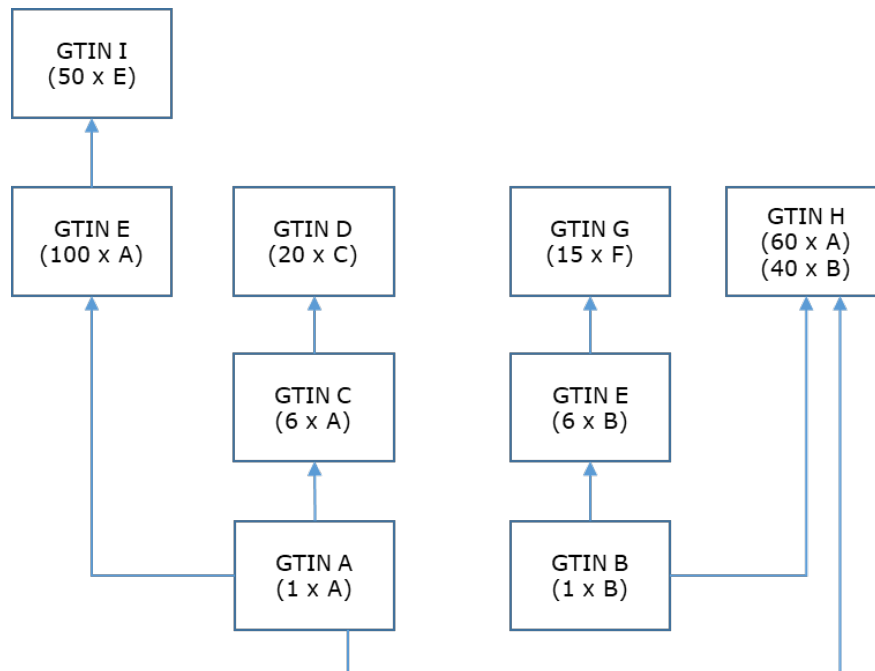 GTIN I
(50 x E)
GTIN E
(100 x A)
GTIN D
(20 x C)
GTIN G
(15 x F)
GTIN H
(60 x A)
(40 x B)
GTIN C
(6 x A)
GTIN E
(6 x B)
GTIN A
(1 x A)
GTIN B
(1 x B)